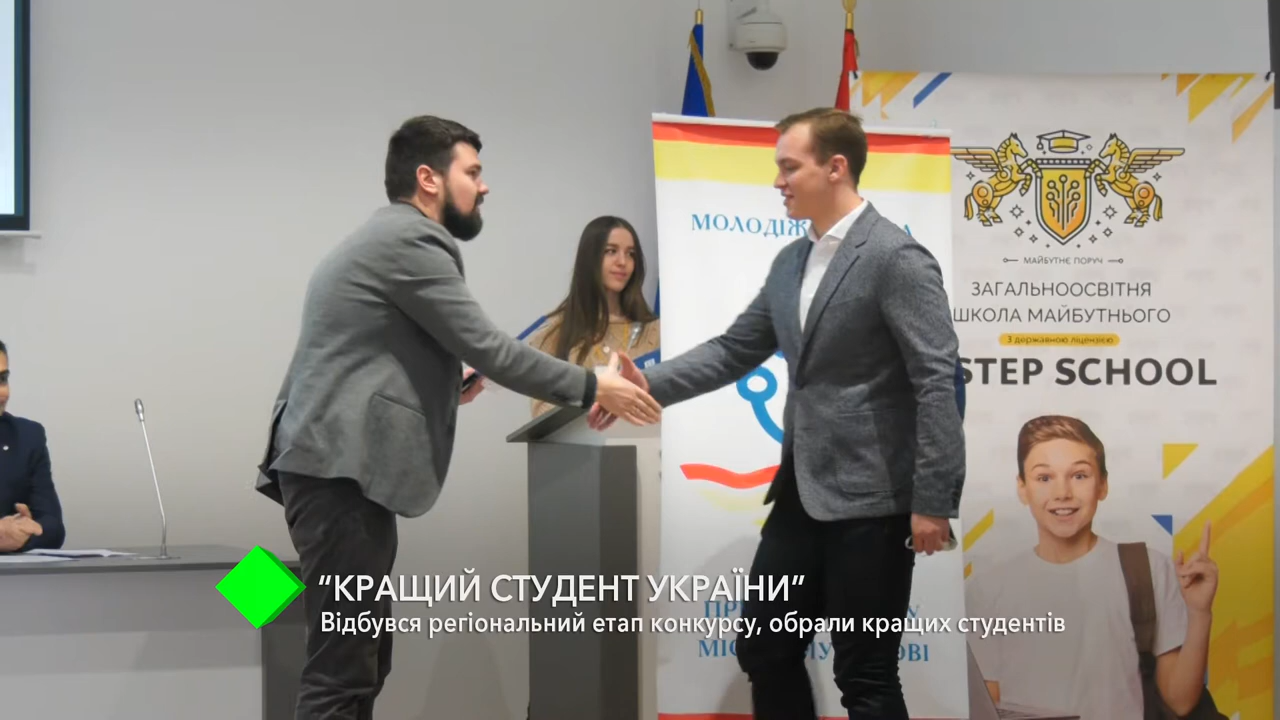 МОЛОДІЖ
МАЙБУТНЄ ПОРУЧ
ЗАГАЛЬНООСВІТНЯ
ШКОЛА МАЙБУТНЬОГО
З державною ліцензією
STEP SCHOOL
"КРАЩИЙ СТУДЕНТ УКРАЇНИ"
Відбувся регіональний етап конкурсу, обрали кращих студентів